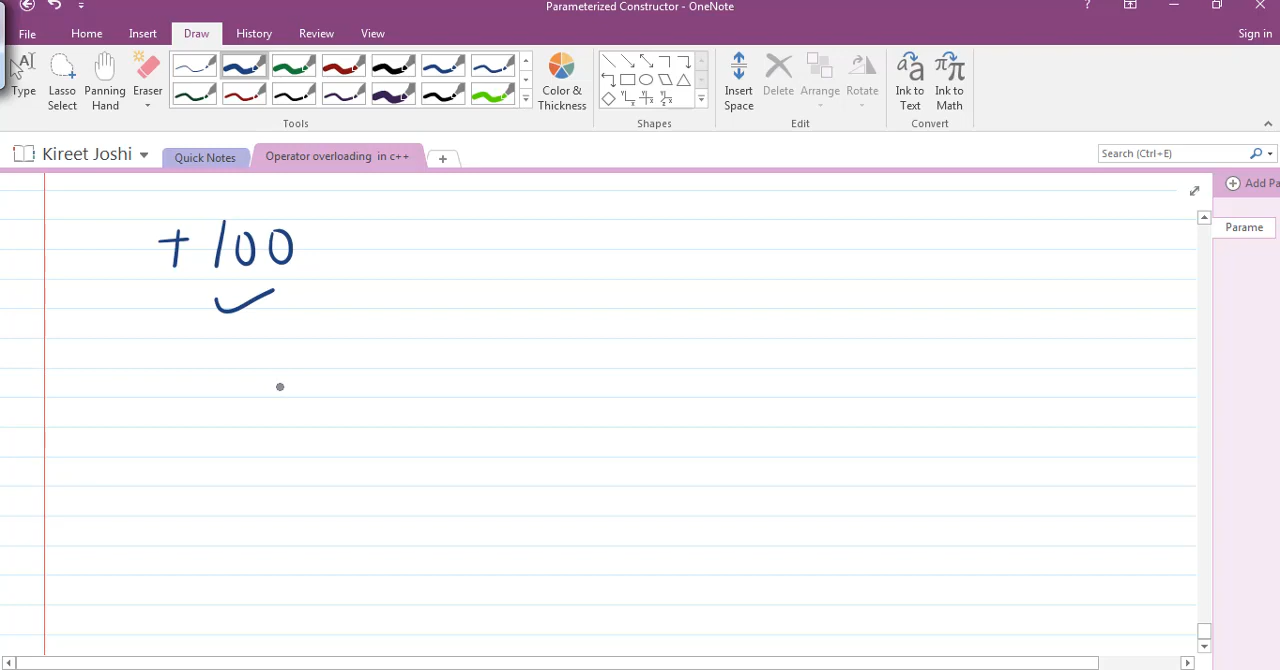 Parameterized Constructor - OneNote
?
File
Home
Insert
Draw
History
Review
View
Sign in
Type
Lasso Select
Panning Hand
Eraser
Color & Thickness
Insert Space
Delete
Arrange
Rotate
Ink to Text
Ink to Math
Tools
Shapes
Edit
Convert
Kireet Joshi
Quick Notes
Operator overloading in c++
+
Search (Ctrl+E)
Add Pa
Parame
+ 100